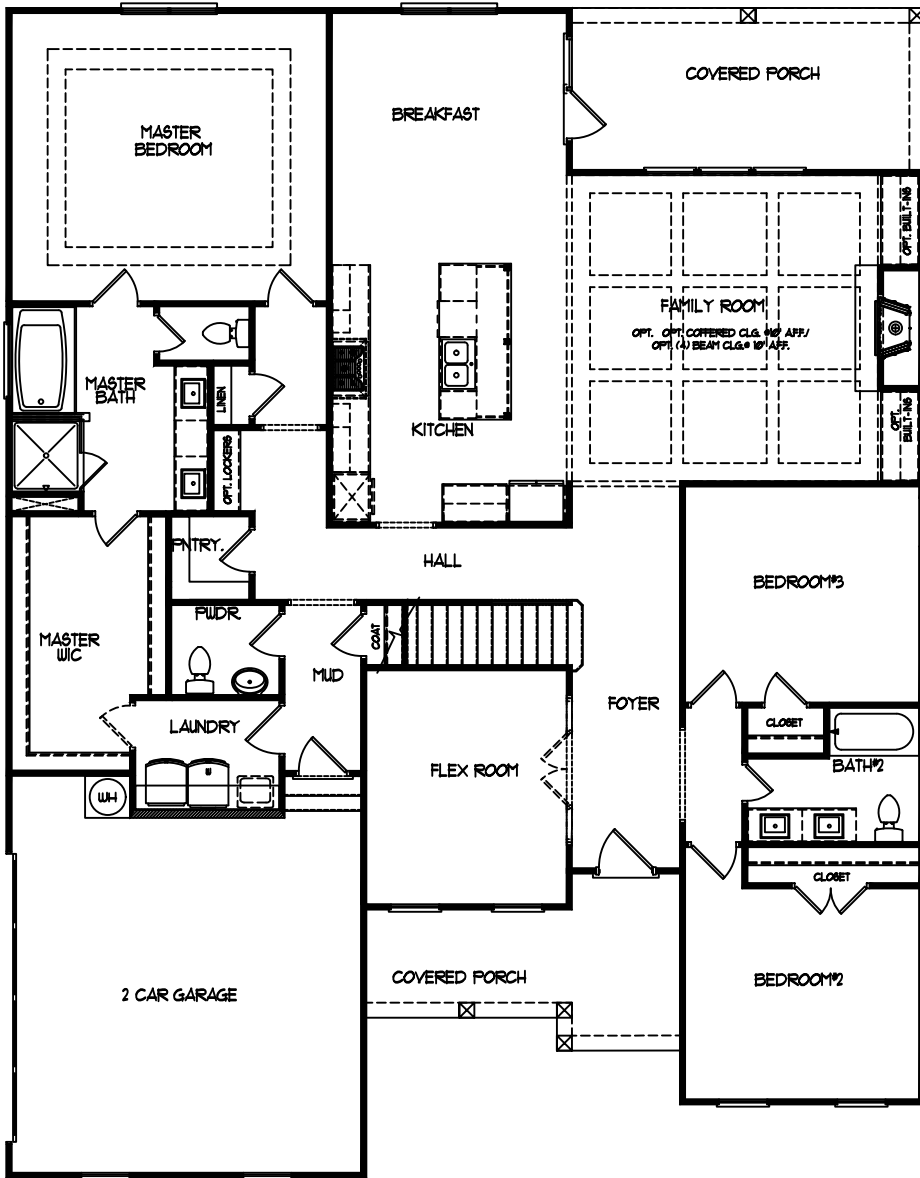 COVERED PORCH
BREAKFAST
MASTER
BEDROOM
OPT. BUILT-INS
FAMILY ROOM
OPT. OPT. COFFERED CLG. @10' A.F.F./
OPT. (4) BEAM CLG.@ 10' AFF.
MASTER
BATH
LINEN
OPT.
BUILT-INS
KITCHEN
OPT. LOCKERS
PNTRY.
HALL
BEDROOM#3
PWDR.
COAT
MASTER
WIC
MUD
FOYER
LAUNDRY
CLOSET
BATH#2
FLEX ROOM
WH
W
CLOSET
COVERED PORCH
BEDROOM#2
2 CAR GARAGE